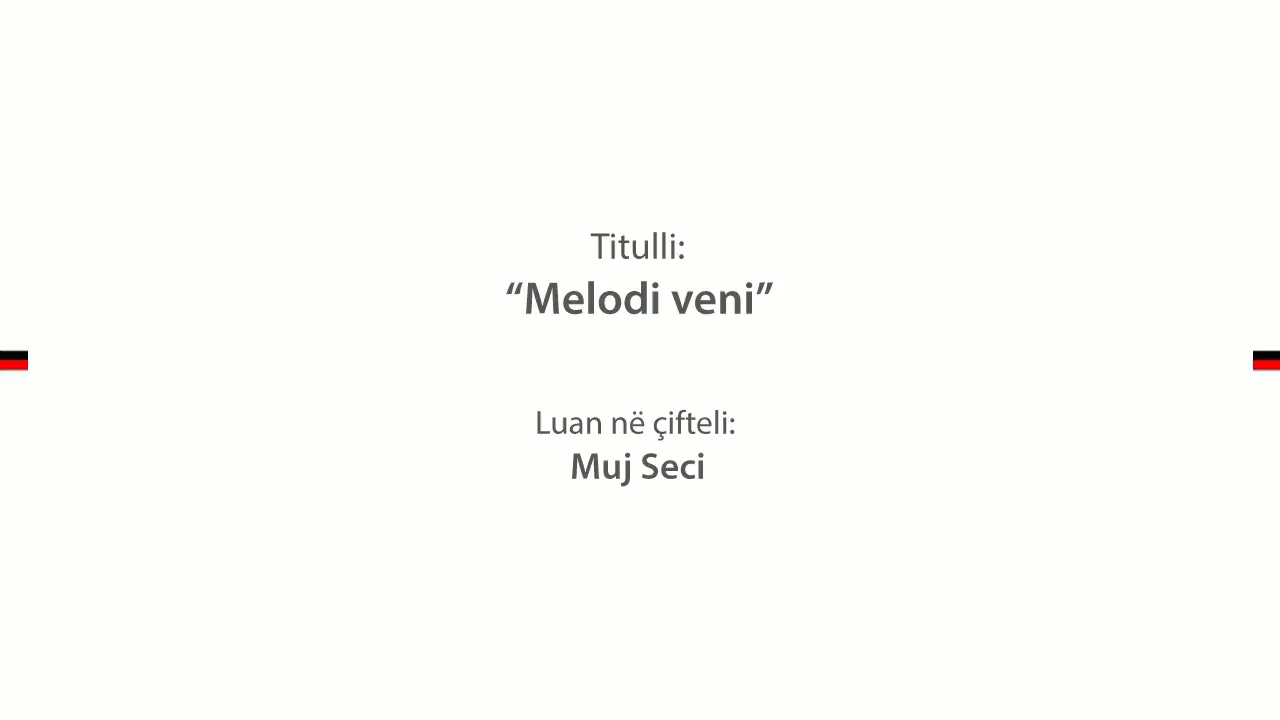 Titulli:
“Melodi veni”
Luan në çifteli:
Muj Seci